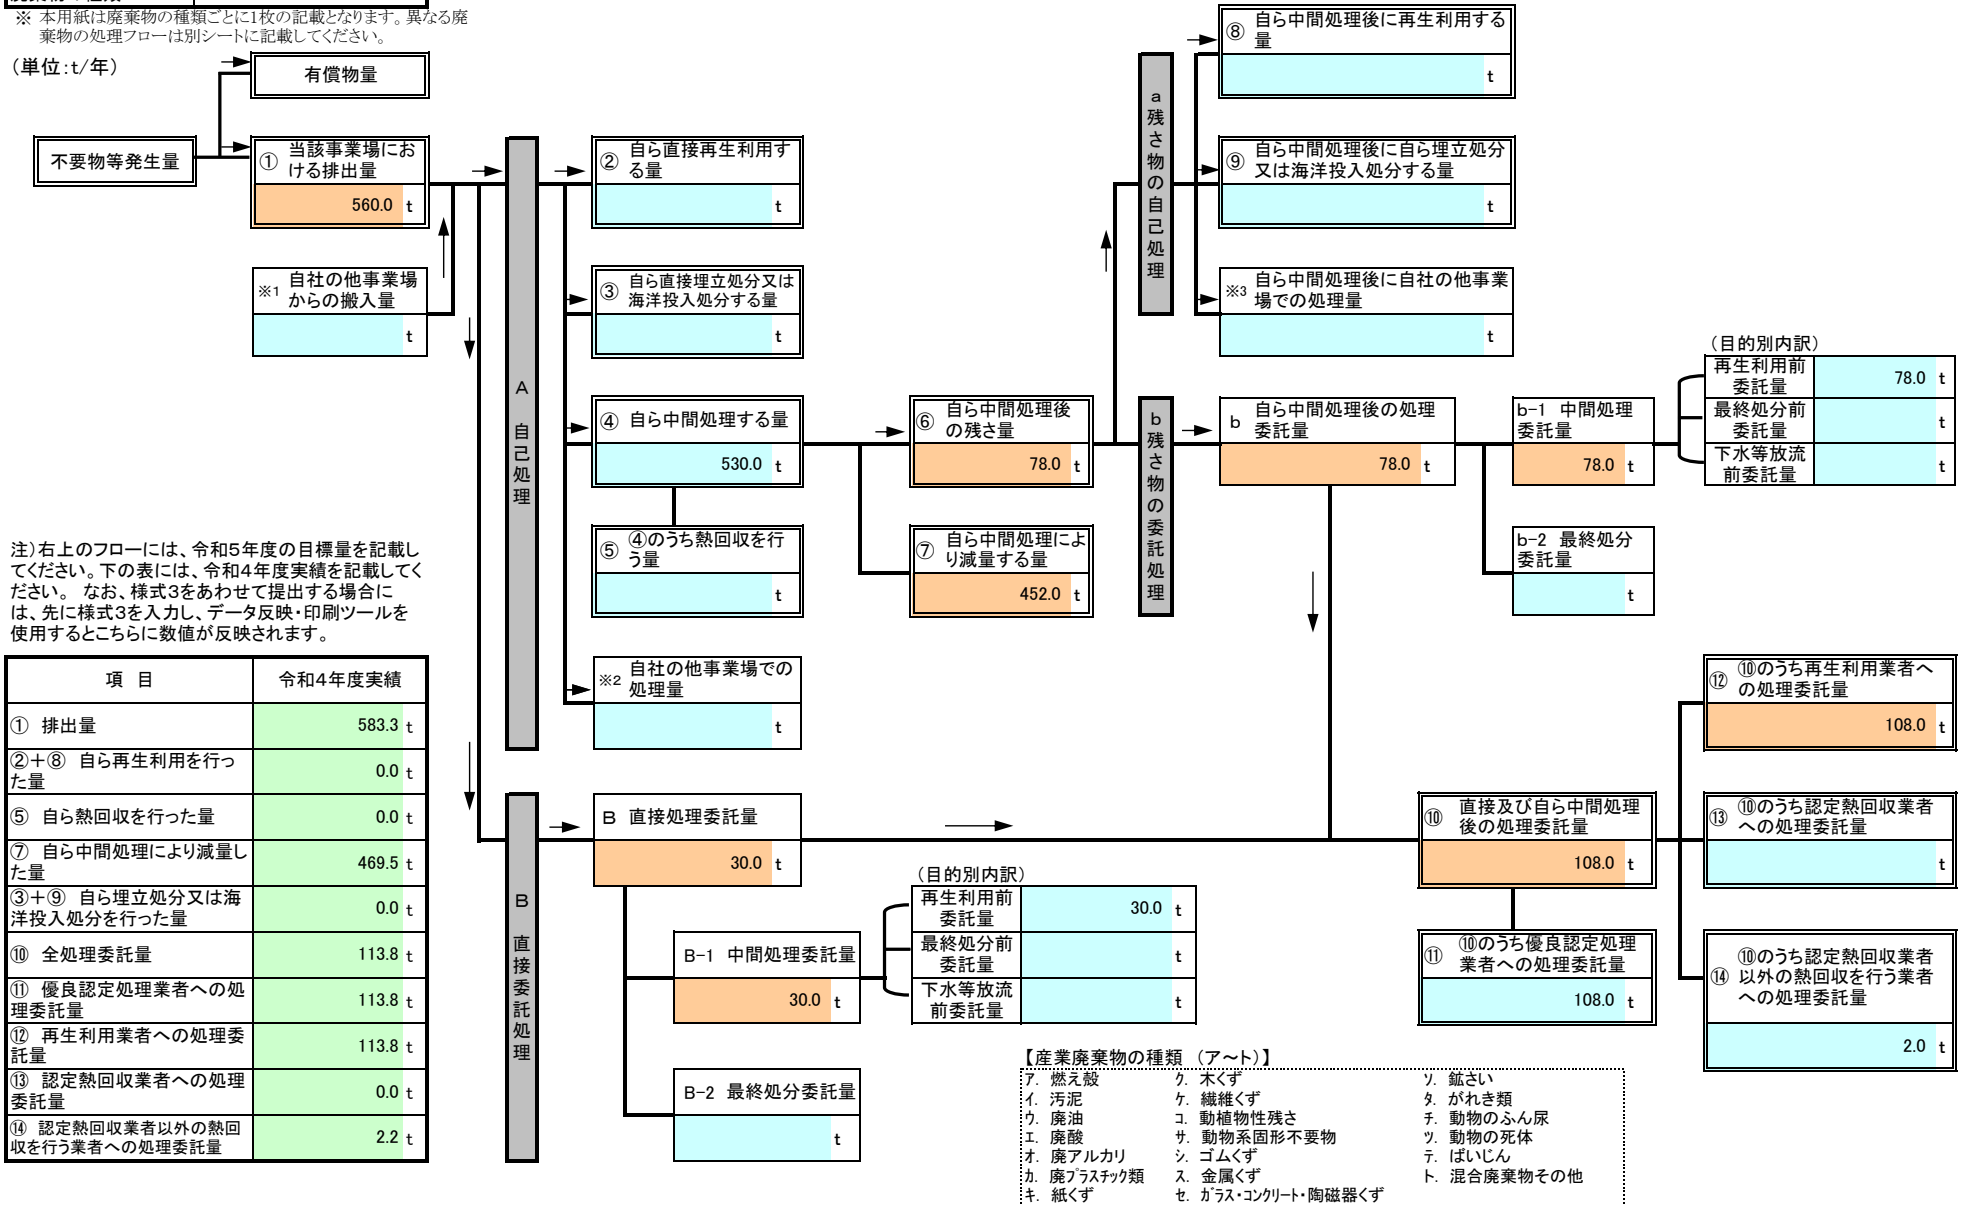 ※ 本用紙は廃棄物の種類ごとに1枚の記載となります。異なる廃
棄物の処理フローは別シートに記載してください。
（単位:t/年）
有償物量
不要物等発生量
① 当該事業場にお
ける排出量
560.0 t
※1 自社の他事業場
からの搬入量
t
A 自己処理
② 自ら直接再生利用す
る量
t
③ 自ら直接埋立処分又は
海洋投入処分する量
t
④ 自ら中間処理する量
530.0 t
⑤ ④のうち熱回収を行
う量
t
※2 自社の他事業場での
処理量
t
⑥ 自ら中間処理後
の残さ量
78.0 t
⑦ 自ら中間処理によ
り減量する量
452.0 t
a 残さ物の自己処理
⑧ 自ら中間処理後に再生利用する
量
t
⑨ 自ら中間処理後に自ら埋立処分
又は海洋投入処分する量
t
※3 自ら中間処理後に自社の他事業
場での処理量
t
b 残さ物の委託処理
b 自ら中間処理後の処理
委託量
78.0 t
b-1 中間処理
委託量
78.0 t
b-2 最終処分
委託量
t
（目的別内訳）
再生利用前
委託量
78.0 t
最終処分前
委託量
t
下水等放流
前委託量
t
注）右上のフローには、令和5年度の目標量を記載し
てください。下の表には、令和4年度実績を記載してく
ださい。 なお、様式3をあわせて提出する場合に
は、先に様式3を入力し、データ反映・印刷ツールを
使用するとこちらに数値が反映されます。
項 目 令和4年度実績
① 排出量 583.3 t
②＋⑧ 自ら再生利用を行っ
た量 0.0 t
⑤ 自ら熱回収を行った量 0.0 t
⑦ 自ら中間処理により減量し
た量 469.5 t
③＋⑨ 自ら埋立処分又は海
洋投入処分を行った量 0.0 t
⑩ 全処理委託量 113.8 t
⑪ 優良認定処理業者への処
理委託量 113.8 t
⑫ 再生利用業者への処理委
託量 113.8 t
⑬ 認定熱回収業者への処理
委託量 0.0 t
⑭ 認定熱回収業者以外の熱回
収を行う業者への処理委託量 2.2 t
B 直接委託処理
B 直接処理委託量
30.0 t
B-1 中間処理委託量
30.0 t
B-2 最終処分委託量
t
（目的別内訳）
再生利用前
委託量
30.0 t
最終処分前
委託量
t
下水等放流
前委託量
t
⑩ 直接及び自ら中間処理
後の処理委託量
108.0 t
⑪ ⑩のうち優良認定処理
業者への処理委託量
108.0 t
⑫ ⑩のうち再生利用業者へ
の処理委託量
108.0 t
⑬ ⑩のうち認定熱回収業者
への処理委託量
t
⑭ ⑩のうち認定熱回収業者
以外の熱回収を行う業者
への処理委託量
2.0 t
【産業廃棄物の種類 （ア～ト）】
ア. 燃え殻 ク. 木くず ソ. 鉱さい
イ. 汚泥 ケ. 繊維くず タ. がれき類
ウ. 廃油 コ. 動植物性残さ チ. 動物のふん尿
エ. 廃酸 サ. 動物系固形不要物 ツ. 動物の死体
オ. 廃アルカリ シ. ゴムくず テ. ばいじん
カ. 廃プラスチック類 ス. 金属くず ト. 混合廃棄物その他
キ. 紙くず セ. ガラス・コンクリート・陶磁器くず